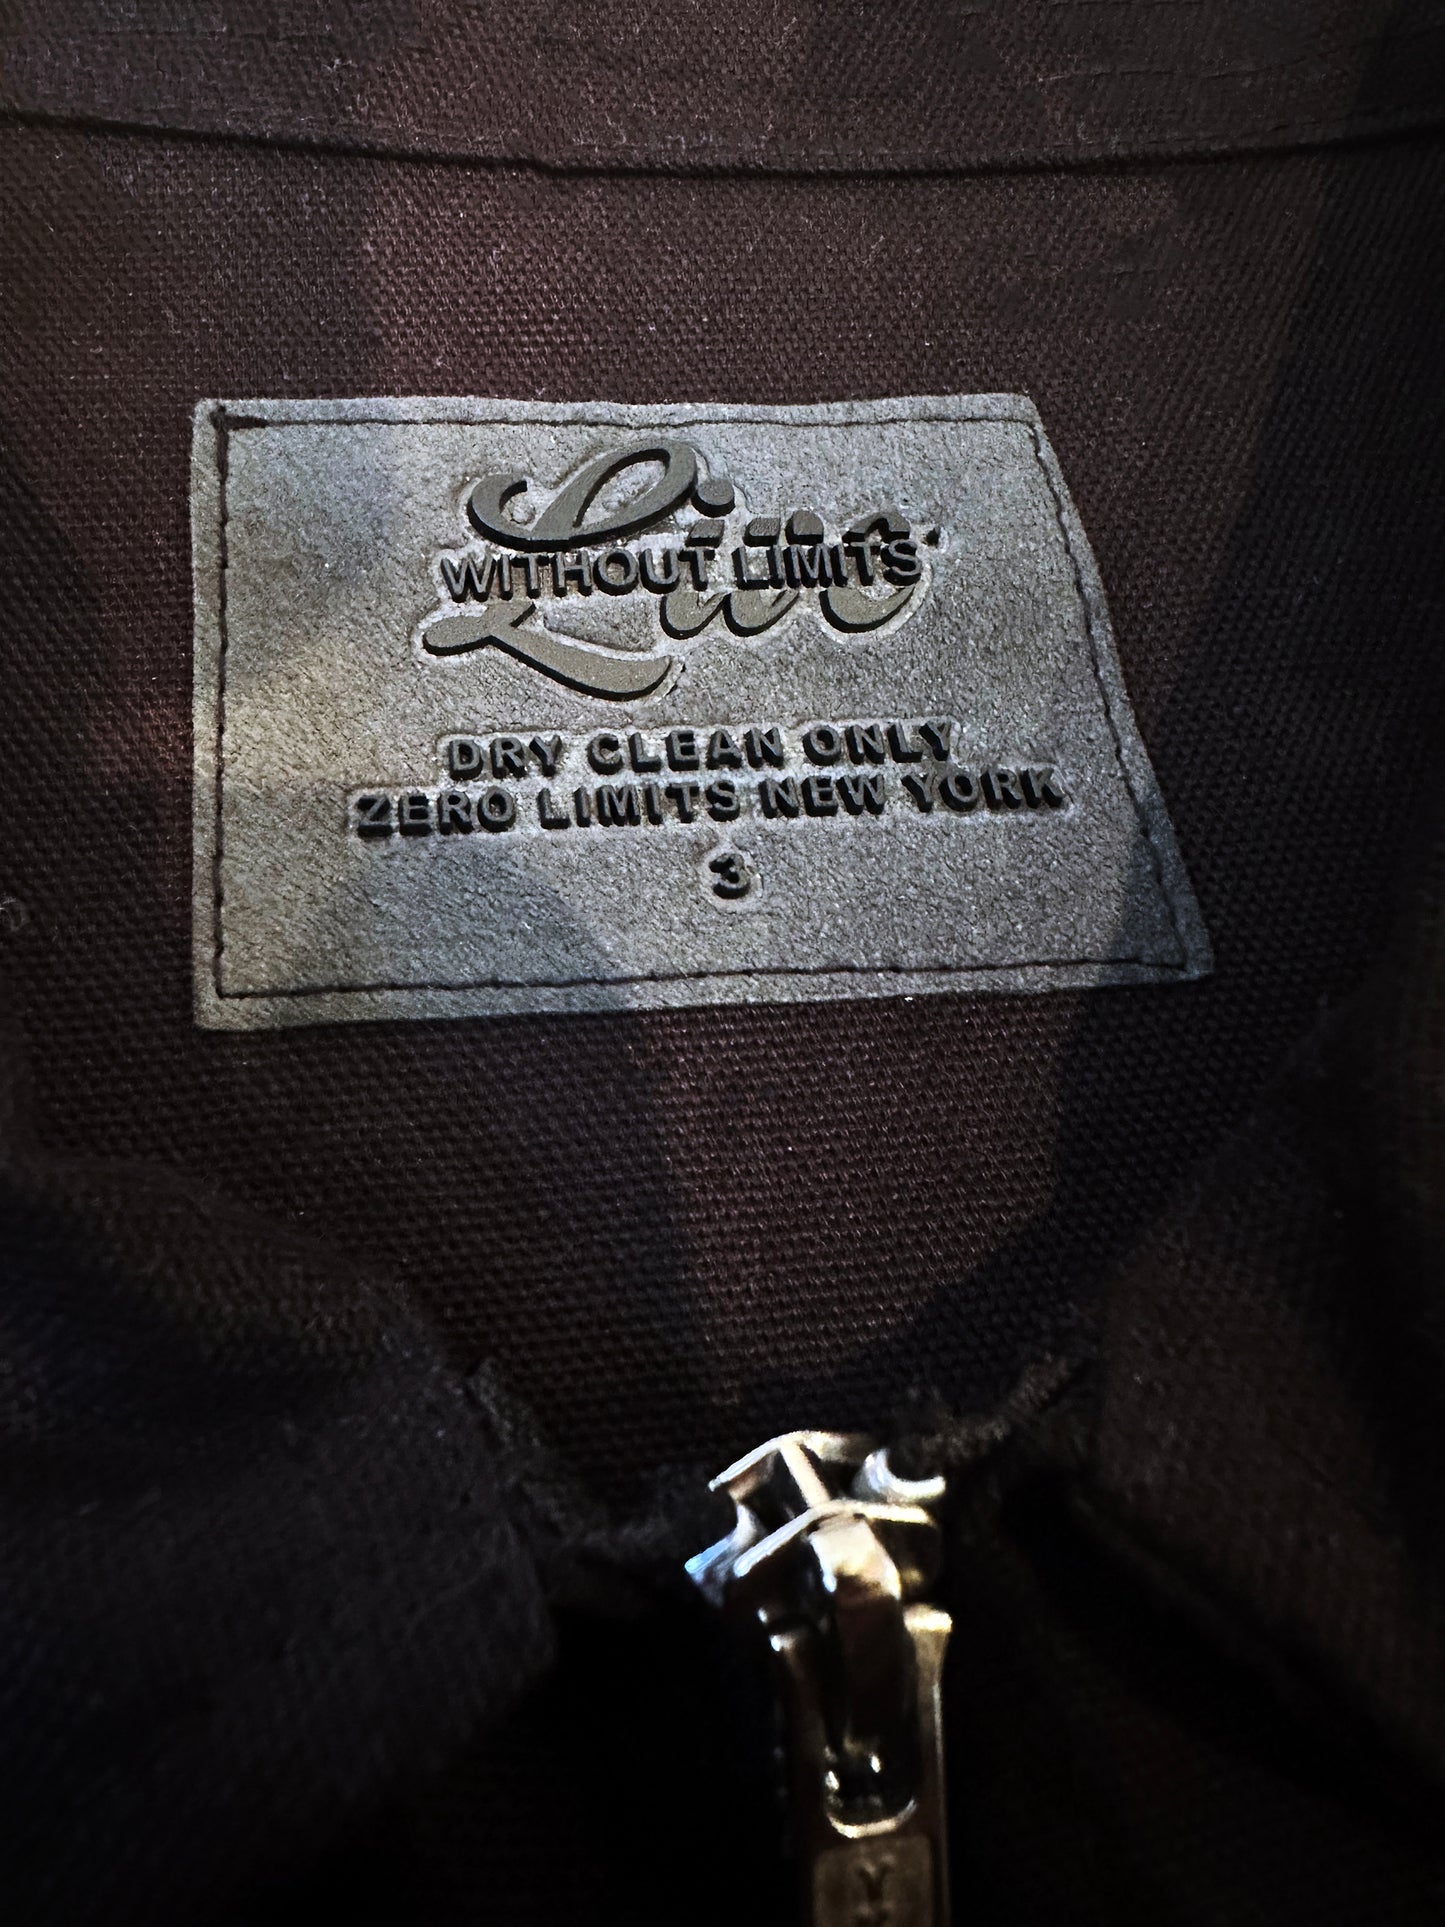 Live
WITHOUT LIMITS
DRY CLEAN ONLY
ZERO LIMITS NEW YORK
3